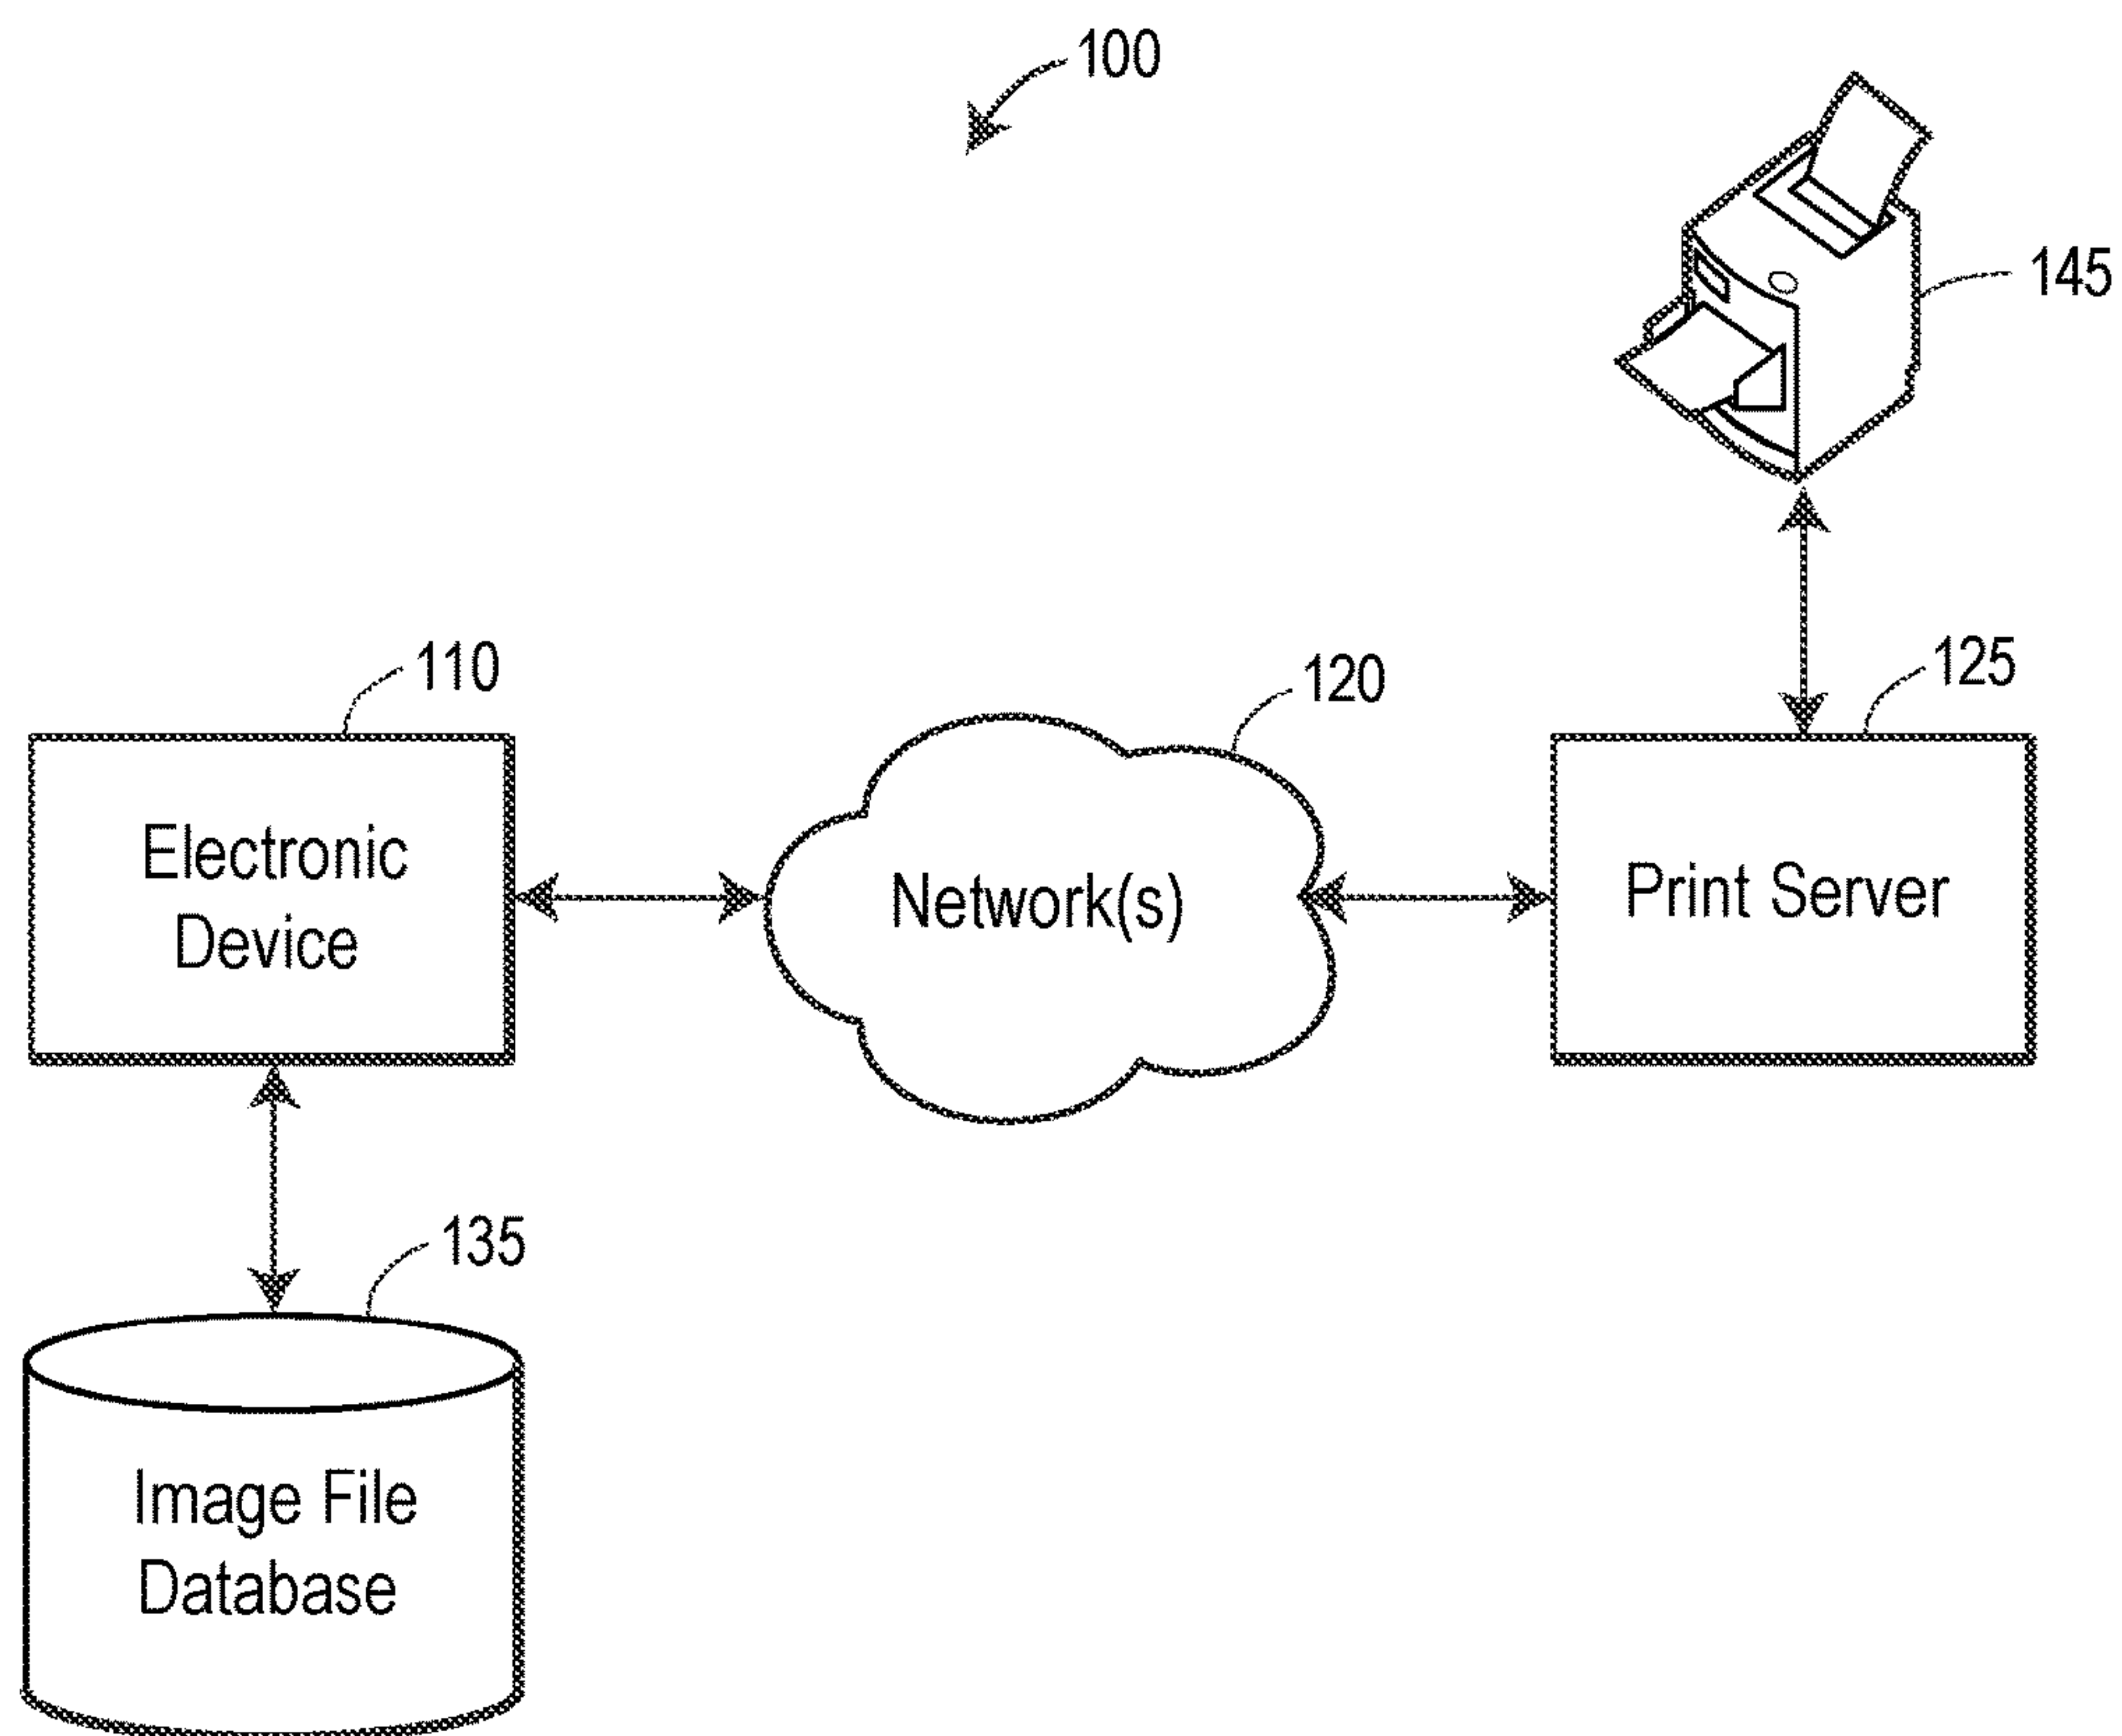 100
145
110
120
125
Electronic
Device
Network(s)
Print Server
135
Image File
Database